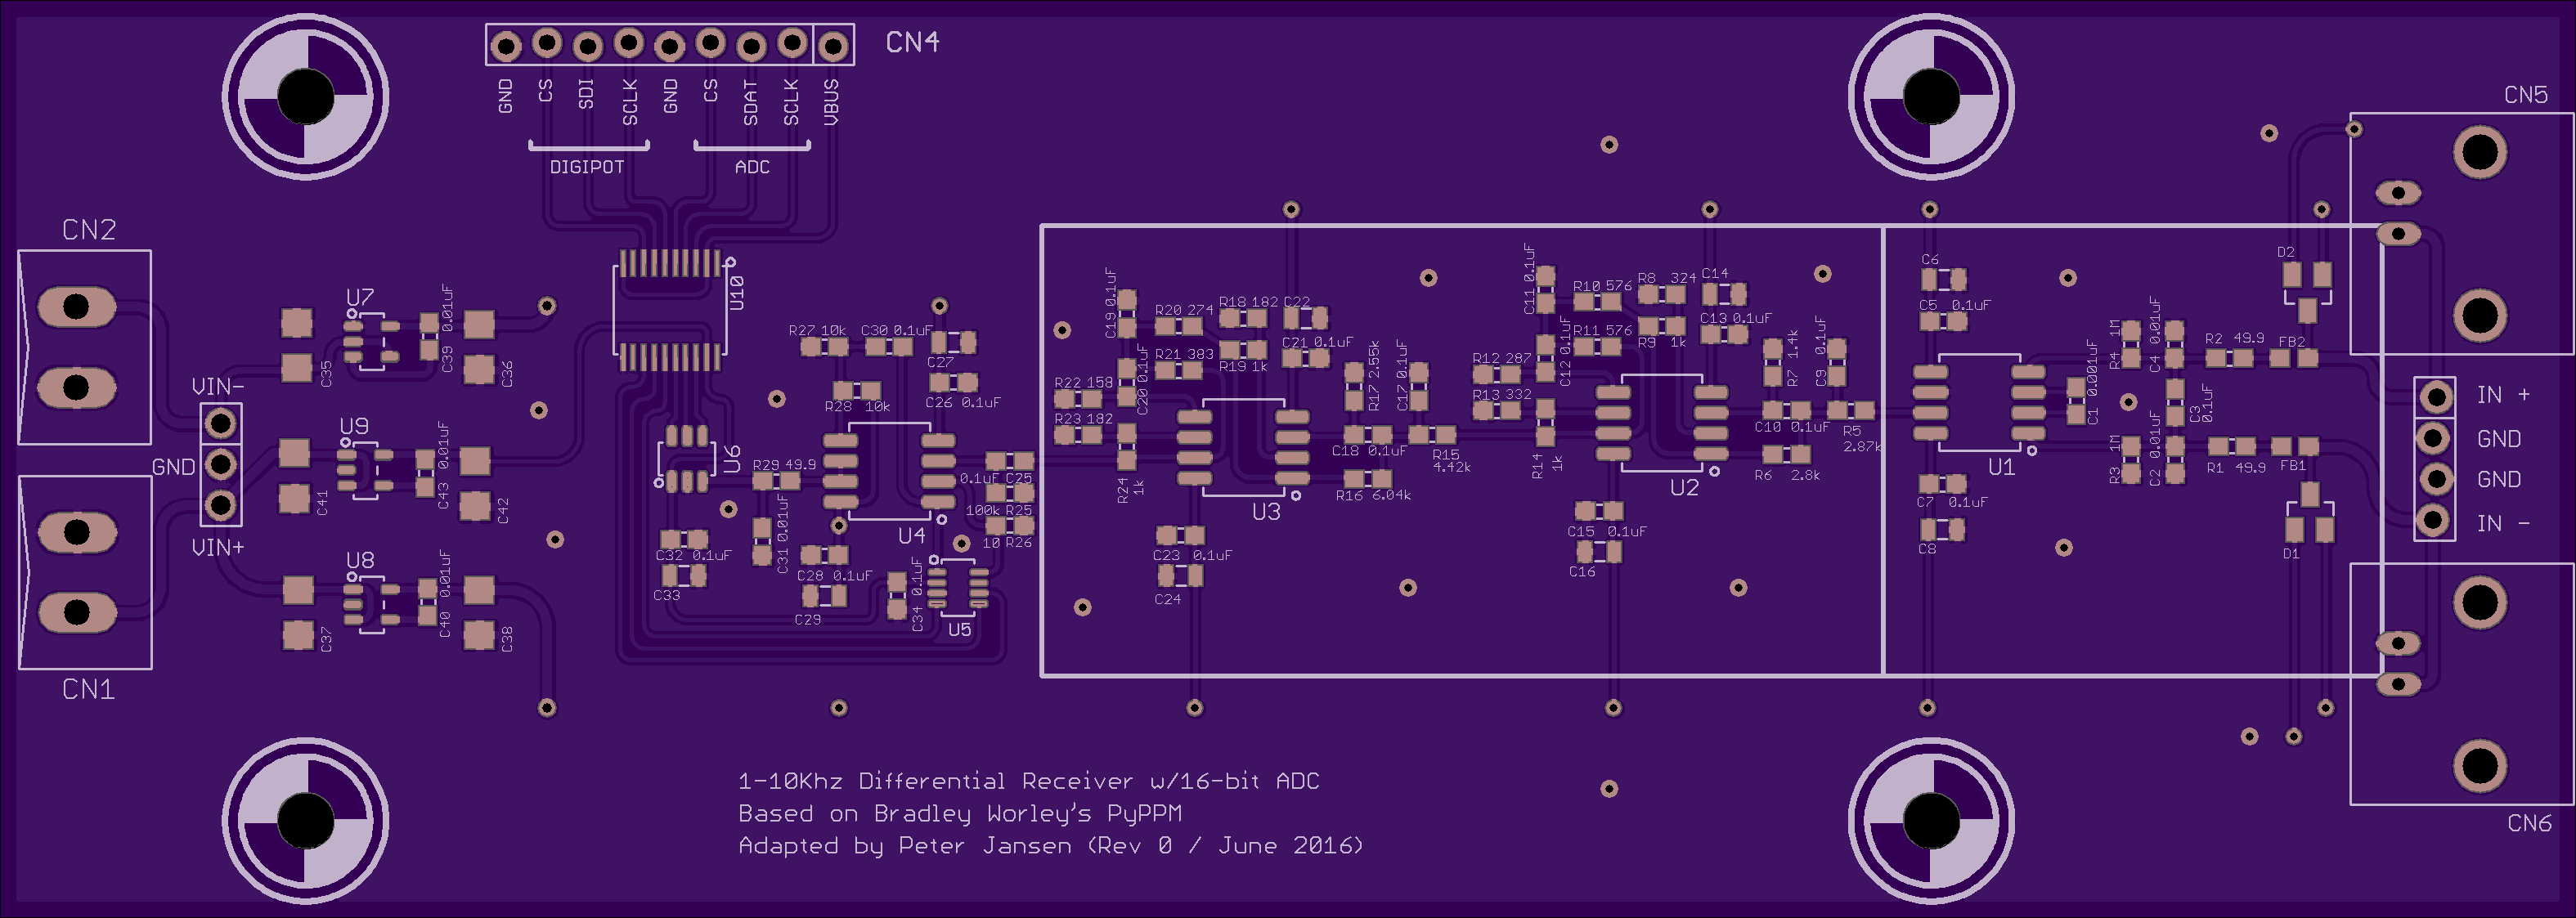 CN4
GND CS SDI SCLK GND CS SDAT SCLK VBUS
DIGIPOT
ADC
CN5
CN2
CN1
CN6
VIN-
GND
VIN+
U7
C35
C39 0.01uF
C36
U9
C41
C43 0.01uF
C42
U8
C37
C40 0.01uF
C38
U10
R27 10k
C30 0.1uF
C27
R28 10k
C26 0.1uF
U6
R29 49.9
U4
0.1uF C25
100k R25
10 R26
C32 0.1uF
C33
C31 0.01uF
C28 0.1uF
C29
C34 0.1uF
U5
C19 0.1uF
R20 274
R18 182
C22
R21 383
R19 1k
C21 0.1uF
R22 158
C20 0.1uF
R23 182
R24 1k
U3
R17 2.55k
C17 0.1uF
C18 0.1uF
R15 4.42k
R16 6.04k
C23 0.1uF
C24
C11 0.1uF
R10 576
R8 324
C14
R11 576
R9 1k
C13 0.1uF
R12 287
C12 0.1uF
R13 332
R14 1k
R7 1.4k
C9 0.1uF
C10 0.1uF
R5 2.87k
R6 2.8k
U2
C15 0.1uF
C16
C6
C5 0.1uF
U1
C1 0.001uF
C7 0.1uF
C8
R4 1M
C4 0.01uF
R2 49.9
FB2
C3 0.1uF
R3 1M
C2 0.01uF
R1 49.9
FB1
D2
D1
IN +
GND
GND
IN -
1-10Khz Differential Receiver w/16-bit ADC
Based on Bradley Worley's PyPPM
Adapted by Peter Jansen (Rev 0 / June 2016)